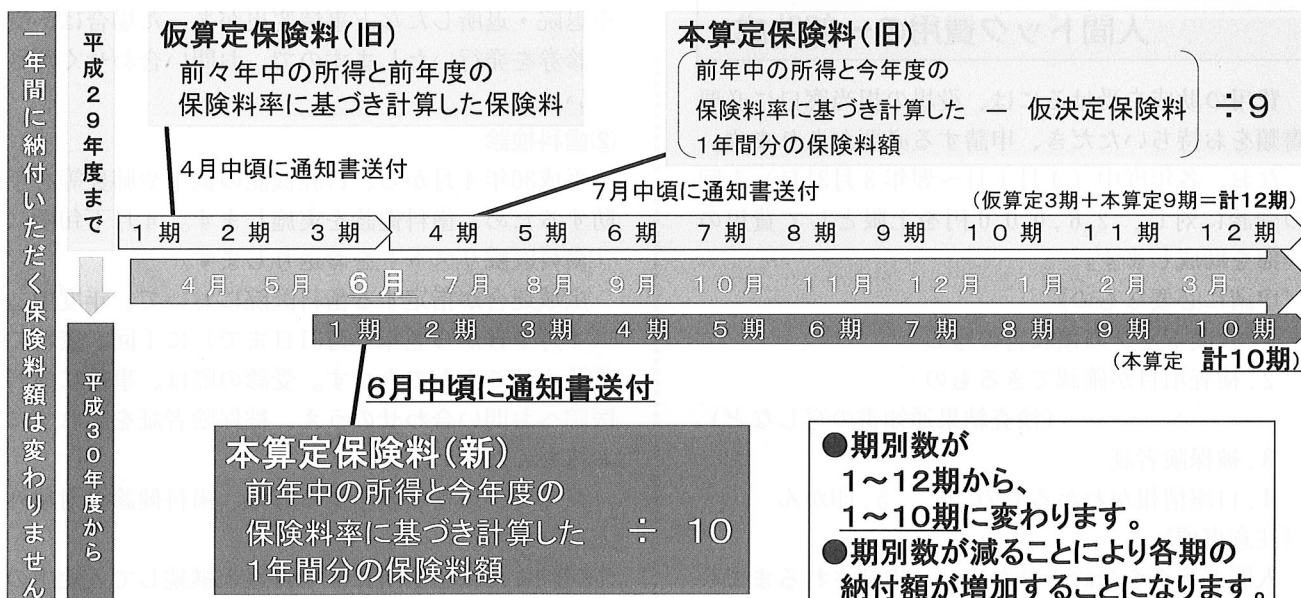 一年間に納付いただく保険料額は変わりません
平成29年度まで
仮算定保険料(旧)
前々年中の所得と前年度の
保険料率に基づき計算した保険料
4月中頃に通知書送付
本算定保険料(旧)
前年中の所得と今年度の
保険料率に基づき計算した − 仮決定保険料 ÷9
1年間分の保険料額
7月中頃に通知書送付
(仮算定3期+本算定9期=計12期)
1期 2期 3期 4期 5期 6期 7期 8期 9期 10期 11期 12期
4月 5月 6月 7月 8月 9月 10月 11月 12月 1月 2月 3月
1期 2期 3期 4期 5期 6期 7期 8期 9期 10期
(本算定 計10期)
平成30年度から
6月中頃に通知書送付
本算定保険料(新)
前年中の所得と今年度の
保険料率に基づき計算した ÷ 10
1年間分の保険料額
●期別数が
1~12期から、
1~10期に変わります。
●期別数が減ることにより各期の
納付額が増加することになります。